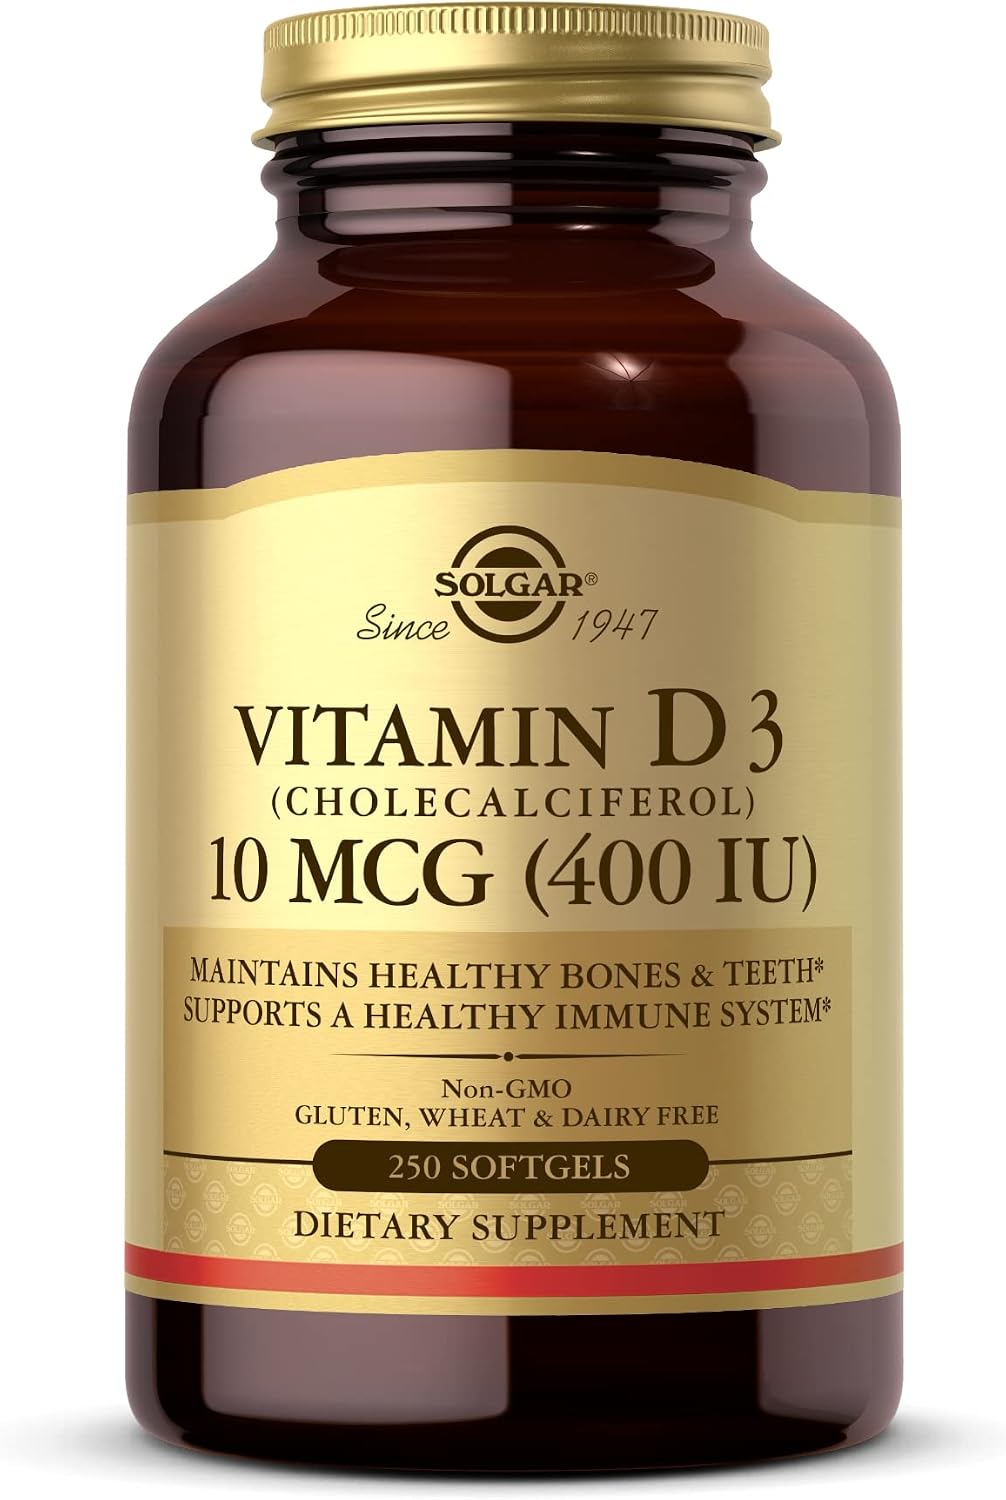 SOLGAR®
Since 1947
VITAMIN D3
(CHOLECALCIFEROL)
10 MCG (400 IU)
MAINTAINS HEALTHY BONES & TEETH*
SUPPORTS A HEALTHY IMMUNE SYSTEM*
Non-GMO
GLUTEN, WHEAT & DAIRY FREE
250 SOFTGELS
DIETARY SUPPLEMENT